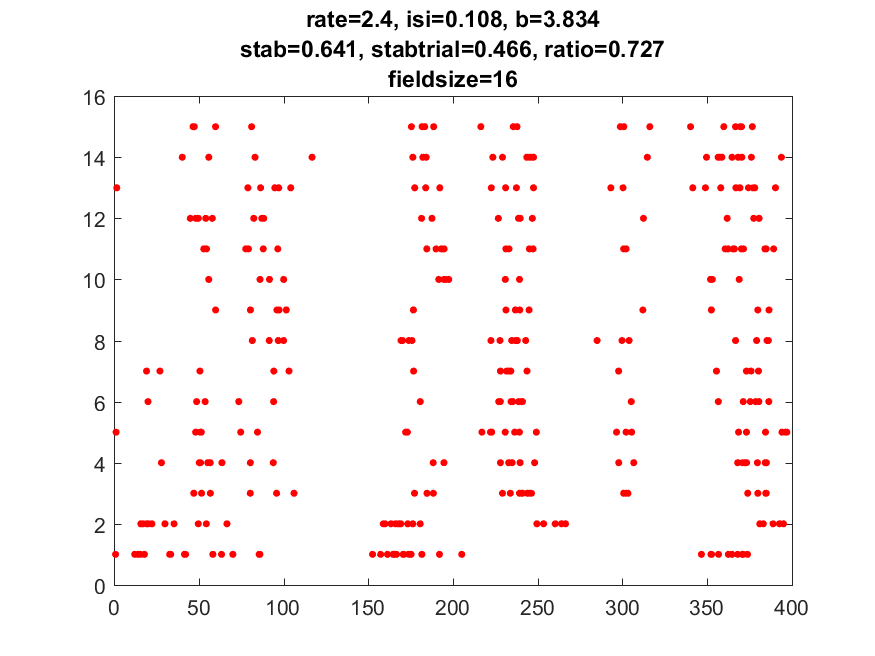 rate=2.4, isi=0.108, b=3.834
stab=0.641, stabtrial=0.466, ratio=0.727
fieldsize=16
16
14
12
10
8
6
4
2
0
0 50 100 150 200 250 300 350 400